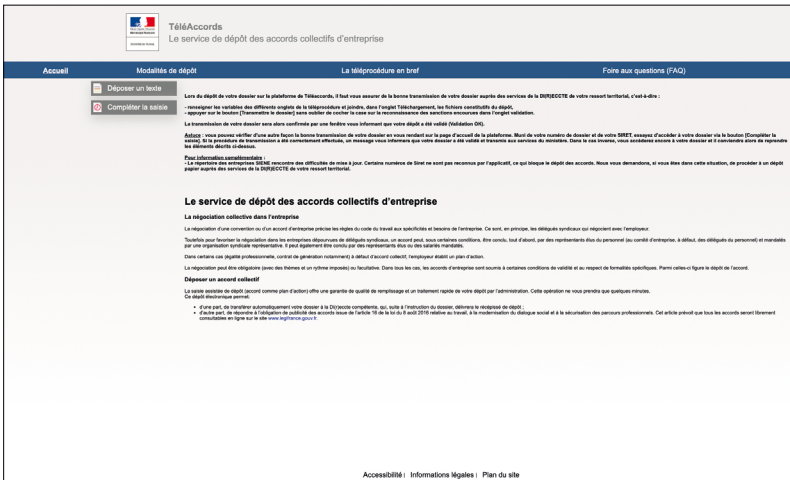 TéléAccords
Le service de dépôt des accords collectifs d'entreprise
Accueil
Modalités de dépôt
La téléprocédure en bref
Foire aux questions (FAQ)
Déposer un texte
Compléter la saisie
Lors du dépôt de votre dossier sur la plateforme de Téléaccords, il faut vous assurer de la bonne transmission de votre dossier auprès des services de la DI(R)ECCTE de votre ressort territorial, c'est-à-dire :
- renseigner les variables des différents onglets de la téléprocédure et joindre, dans l'onglet Téléchargement, les fichiers constitutifs du dépôt,
- appuyer sur le bouton [Transmettre le dossier] sans oublier de cocher la case sur la reconnaissance des sanctions encourues dans l'onglet validation.
La transmission de votre dossier sera alors confirmée par une fenêtre vous informant que votre dépôt a été validé (Validation OK).
Astuce : vous pouvez vérifier d'une autre façon la bonne transmission de votre dossier en vous rendant sur la page d'accueil de la plateforme. Muni de votre numéro de dossier et de votre SIRET, essayez d'accéder à votre dossier via le bouton [Compléter la
saisie]. Si la procédure de transmission a été correctement effectuée, un message vous informera que votre dossier a été validé et transmis aux services du ministère. Dans le cas inverse, vous accéderez encore à votre dossier et il conviendra alors de reprendre
les éléments décrits ci-dessus.
Pour information complémentaire :
- Le répertoire des entreprises SIENE rencontre des difficultés de mise à jour. Certains numéros de Siret ne sont pas reconnus par l'applicatif, ce qui bloque le dépôt des accords. Nous vous demandons, si vous êtes dans cette situation, de procéder à un dépôt
papier auprès des services de la DI(R)ECCTE de votre ressort territorial.
Le service de dépôt des accords collectifs d'entreprise
La négociation collective dans l'entreprise
La négociation d'une convention ou d'un accord d'entreprise précise les règles du code du travail aux spécificités et besoins de l'entreprise. Ce sont, en principe, les délégués syndicaux qui négocient avec l'employeur.
Toutefois pour favoriser la négociation dans les entreprises dépourvues de délégués syndicaux, un accord peut, sous certaines conditions, être conclu, tout d'abord, par des représentants élus du personnel (au comité d'entreprise, à défaut, des délégués du personnel) et mandatés
par une organisation syndicale représentative. Il peut également être conclu par des représentants élus ou des salariés mandatés.
Dans certains cas (égalité professionnelle, contrat de génération notamment) à défaut d'accord collectif, l'employeur établit un plan d'action.
La négociation peut être obligatoire (avec des thèmes et un rythme imposés) ou facultative. Dans tous les cas, les accords d'entreprise sont soumis à certaines conditions de validité et au respect de formalités spécifiques. Parmi celles-ci figure le dépôt de l'accord.
Déposer un accord collectif
La saisie assistée de dépôt (accord comme plan d'action) offre une garantie de qualité de remplissage et un traitement rapide de votre dépôt par l'administration. Cette opération ne vous prendra que quelques minutes.
Ce dépôt électronique permet:
• d'une part, de transférer automatiquement votre dossier à la Di(r)eccte compétente, qui, suite à l'instruction du dossier, délivrera le récépissé de dépôt ;
• d'autre part, de répondre à l'obligation de publicité des accords issue de l'article 16 de la loi du 8 août 2016 relative au travail, à la modernisation du dialogue social et à la sécurisation des parcours professionnels. Cet article prévoit que tous les accords seront librement
consultables en ligne sur le site www.legifrance.gouv.fr.
Accessibilité | Informations légales | Plan du site